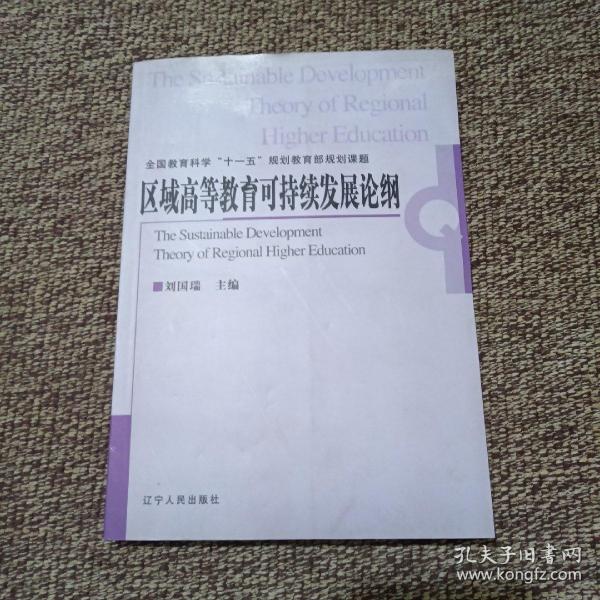 The Sustainable Development
Theory of Regional
Higher Education
全国教育科学“十一五”规划教育部规划课题
区域高等教育可持续发展论纲
The Sustainable Development
Theory of Regional Higher Education
刘国瑞 主编
辽宁人民出版社
孔夫子旧书网
www.kongfz.com